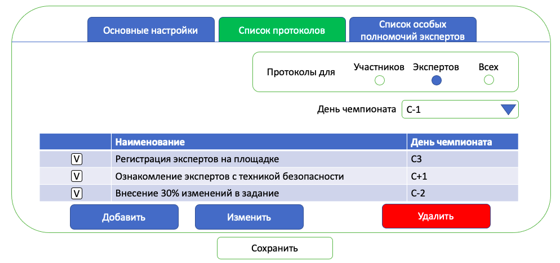 Основные настройки
Список протоколов
Список особых
полномочий экспертов
Протоколы для
Участников
Экспертов
Всех
День чемпионата
С-1
Наименование
День чемпионата
V
Регистрация экспертов на площадке
С3
V
Ознакомление экспертов с техникой безопасности
С+1
V
Внесение 30% изменений в задание
С-2
Добавить
Изменить
Удалить
Сохранить